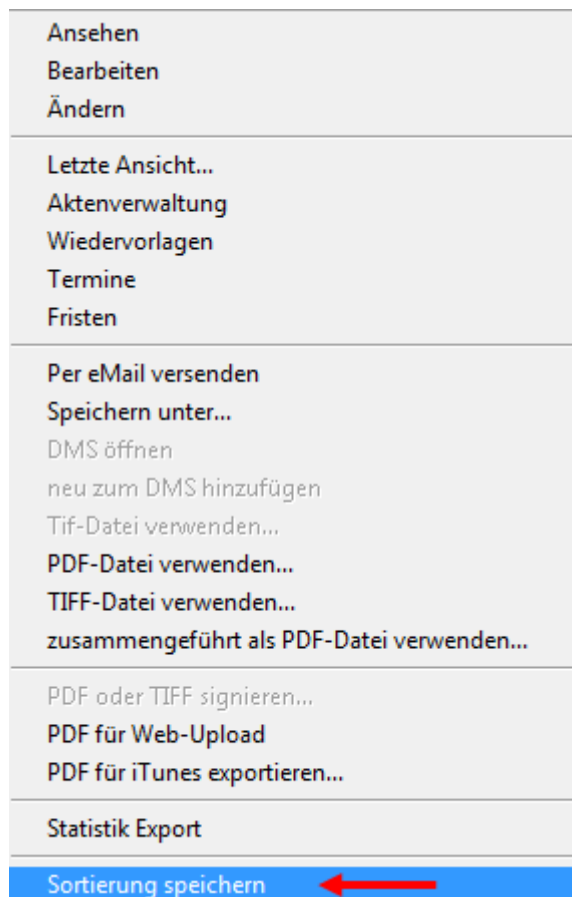 Ansehen
Bearbeiten
Ändern
Letzte Ansicht...
Aktenverwaltung
Wiedervorlagen
Termine
Fristen
Per eMail versenden
Speichern unter...
DMS öffnen
neu zum DMS hinzufügen
Tif-Datei verwenden...
PDF-Datei verwenden...
TIFF-Datei verwenden...
zusammengeführt als PDF-Datei verwenden...
PDF oder TIFF signieren...
PDF für Web-Upload
PDF für iTunes exportieren...
Statistik Export
Sortierung speichern